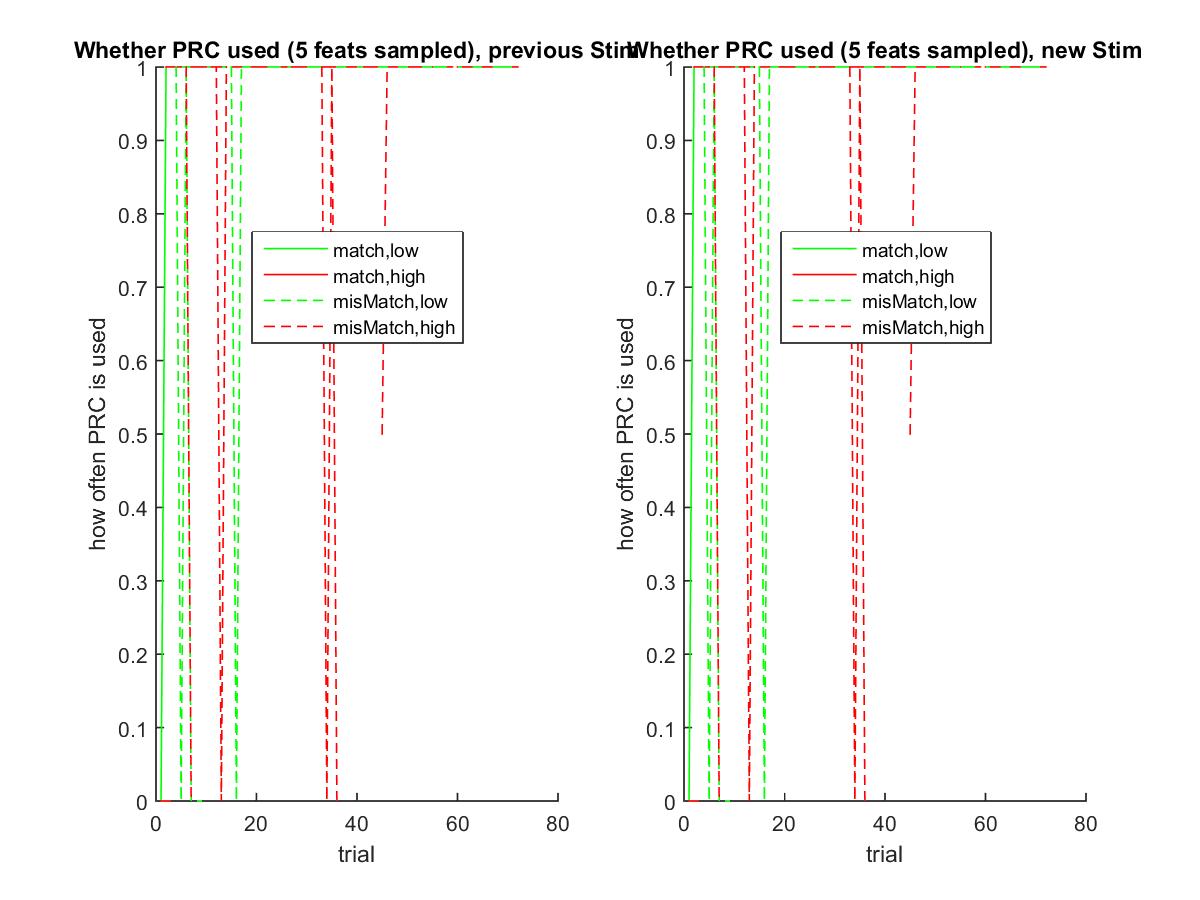 Whether PRC used (5 feats sampled), previous Stim
1
0.9
0.8
0.7
0.6
0.5
0.4
0.3
0.2
0.1
0
how often PRC is used
match,low
match,high
misMatch,low
misMatch,high
0 20 40 60 80
trial
Whether PRC used (5 feats sampled), new Stim
1
0.9
0.8
0.7
0.6
0.5
0.4
0.3
0.2
0.1
0
how often PRC is used
match,low
match,high
misMatch,low
misMatch,high
0 20 40 60 80
trial